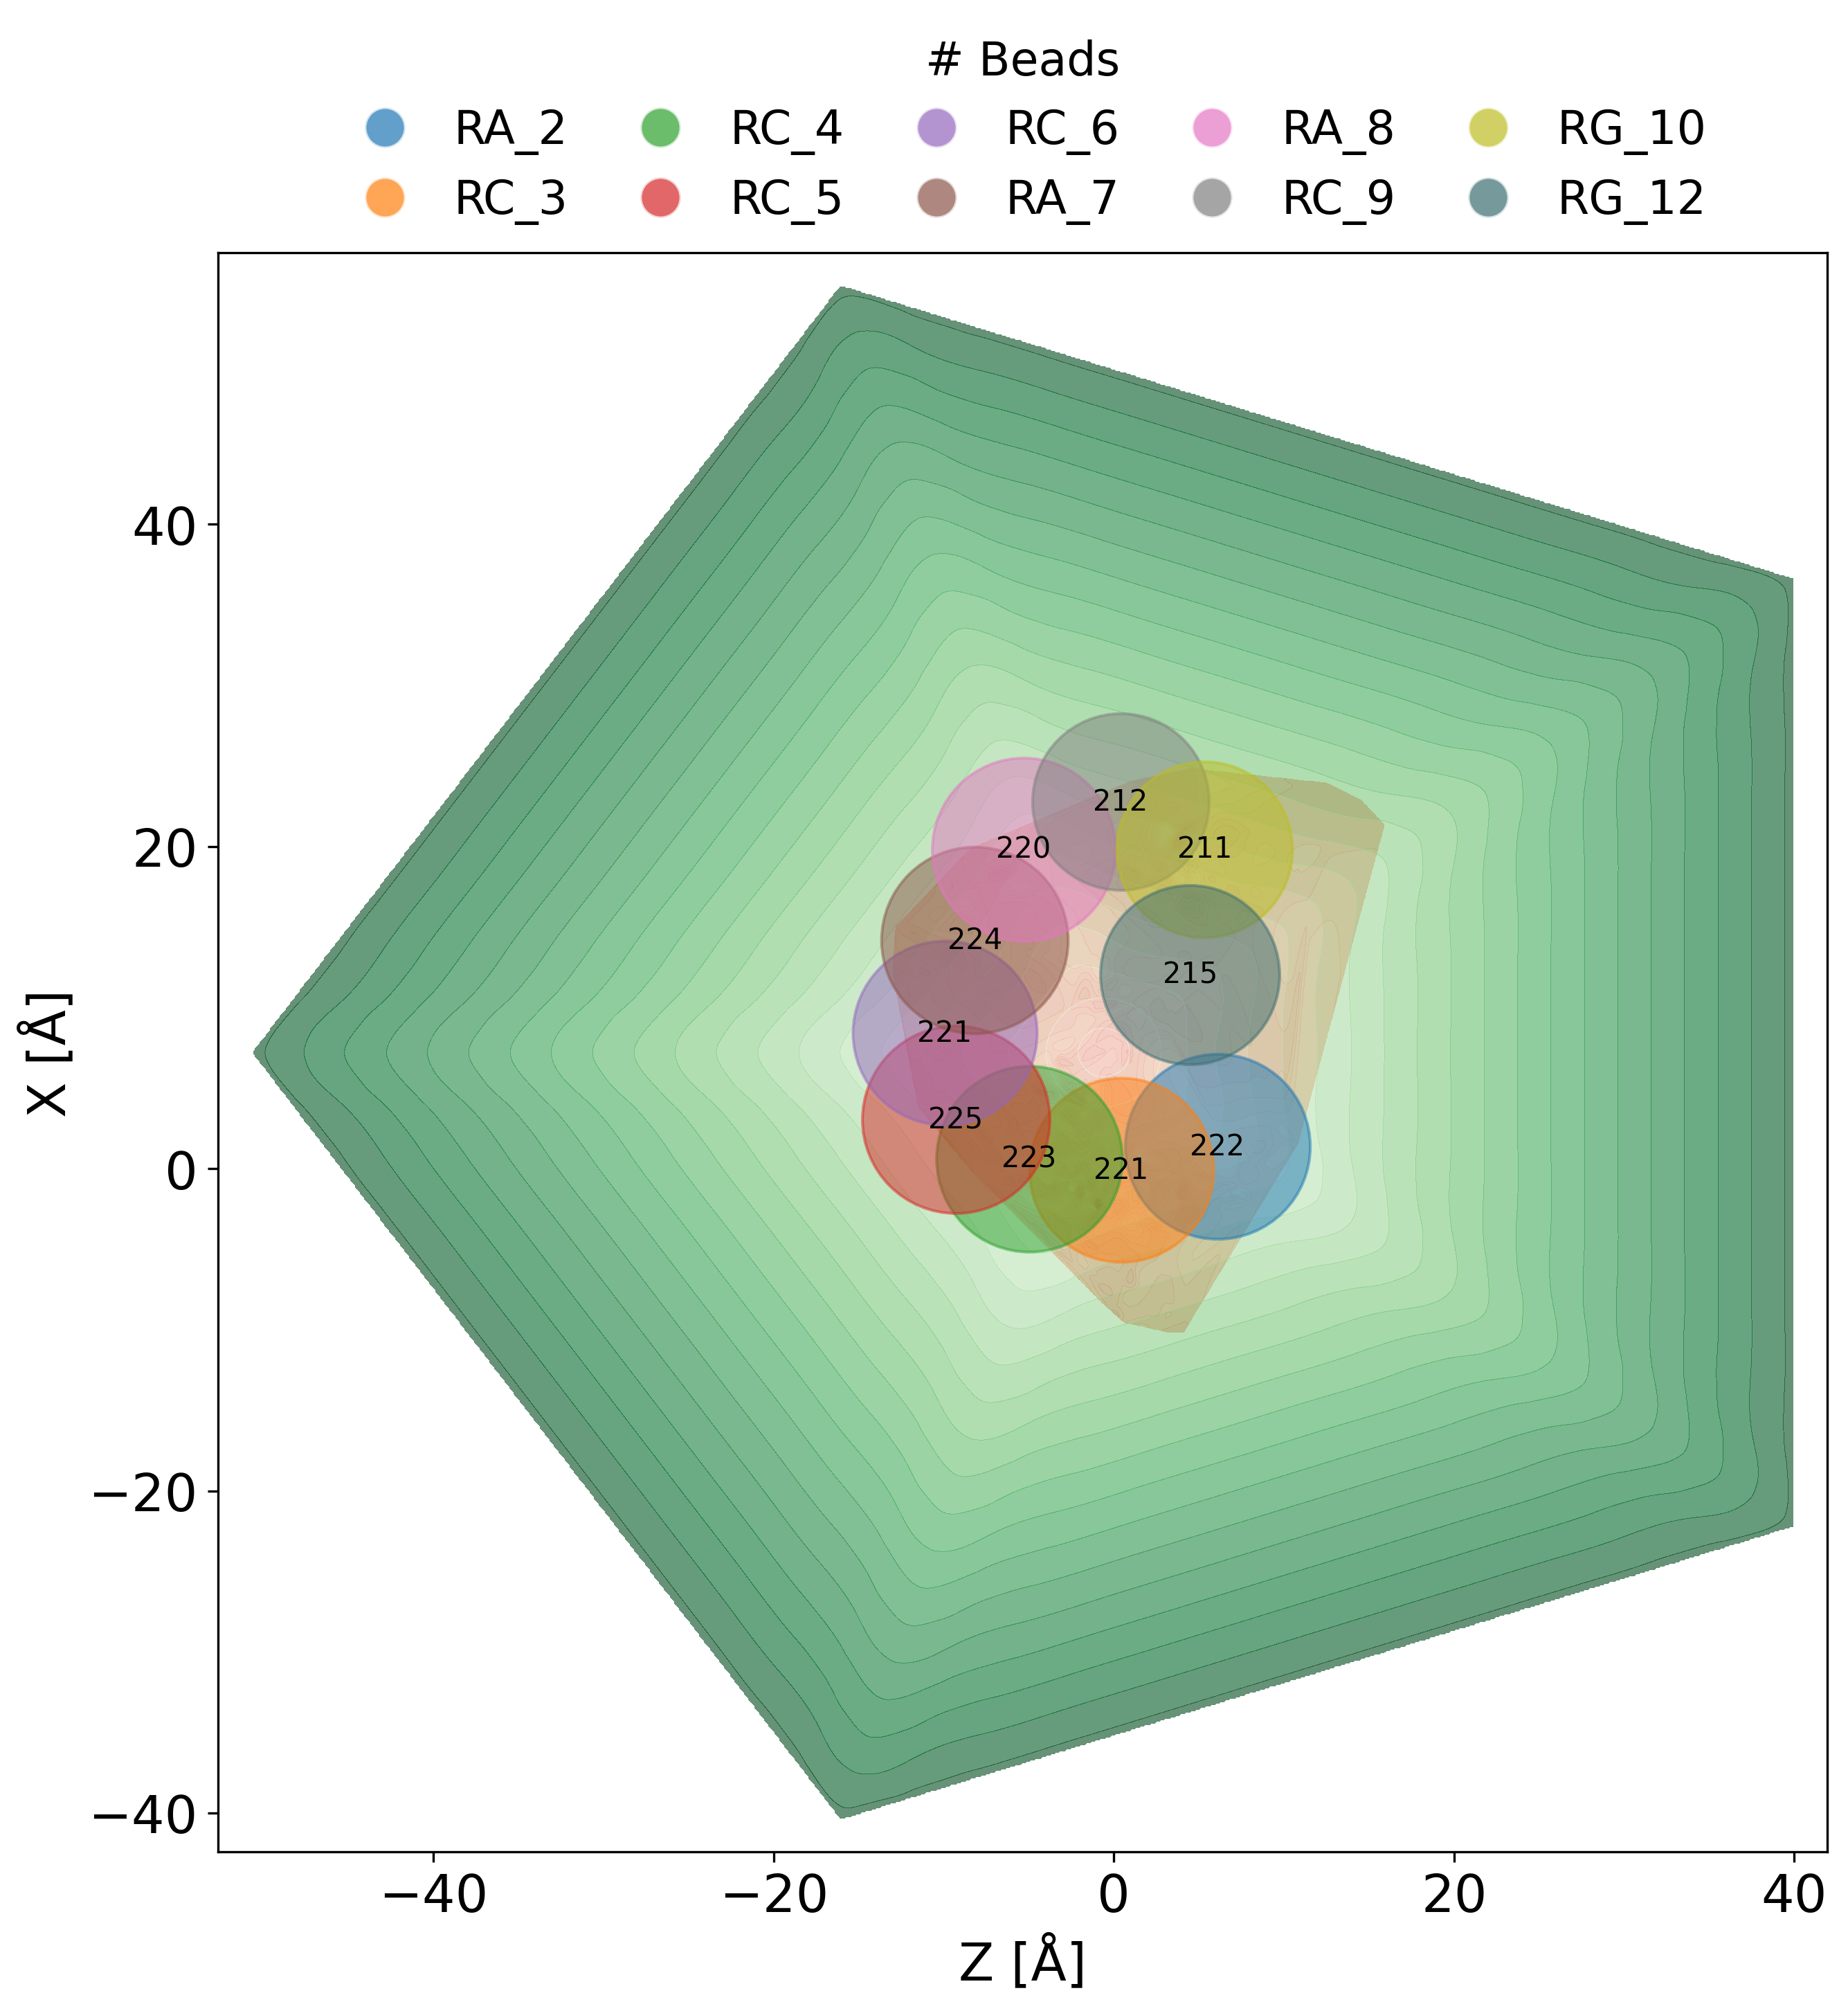 # Beads
RA_2 RC_4 RC_6 RA_8 RG_10
RC_3 RC_5 RA_7 RC_9 RG_12
40
20
0
−20
−40
X [Å]
212
220
211
224
215
221
225
223
221
222
−40 −20 0 20 40
Z [Å]